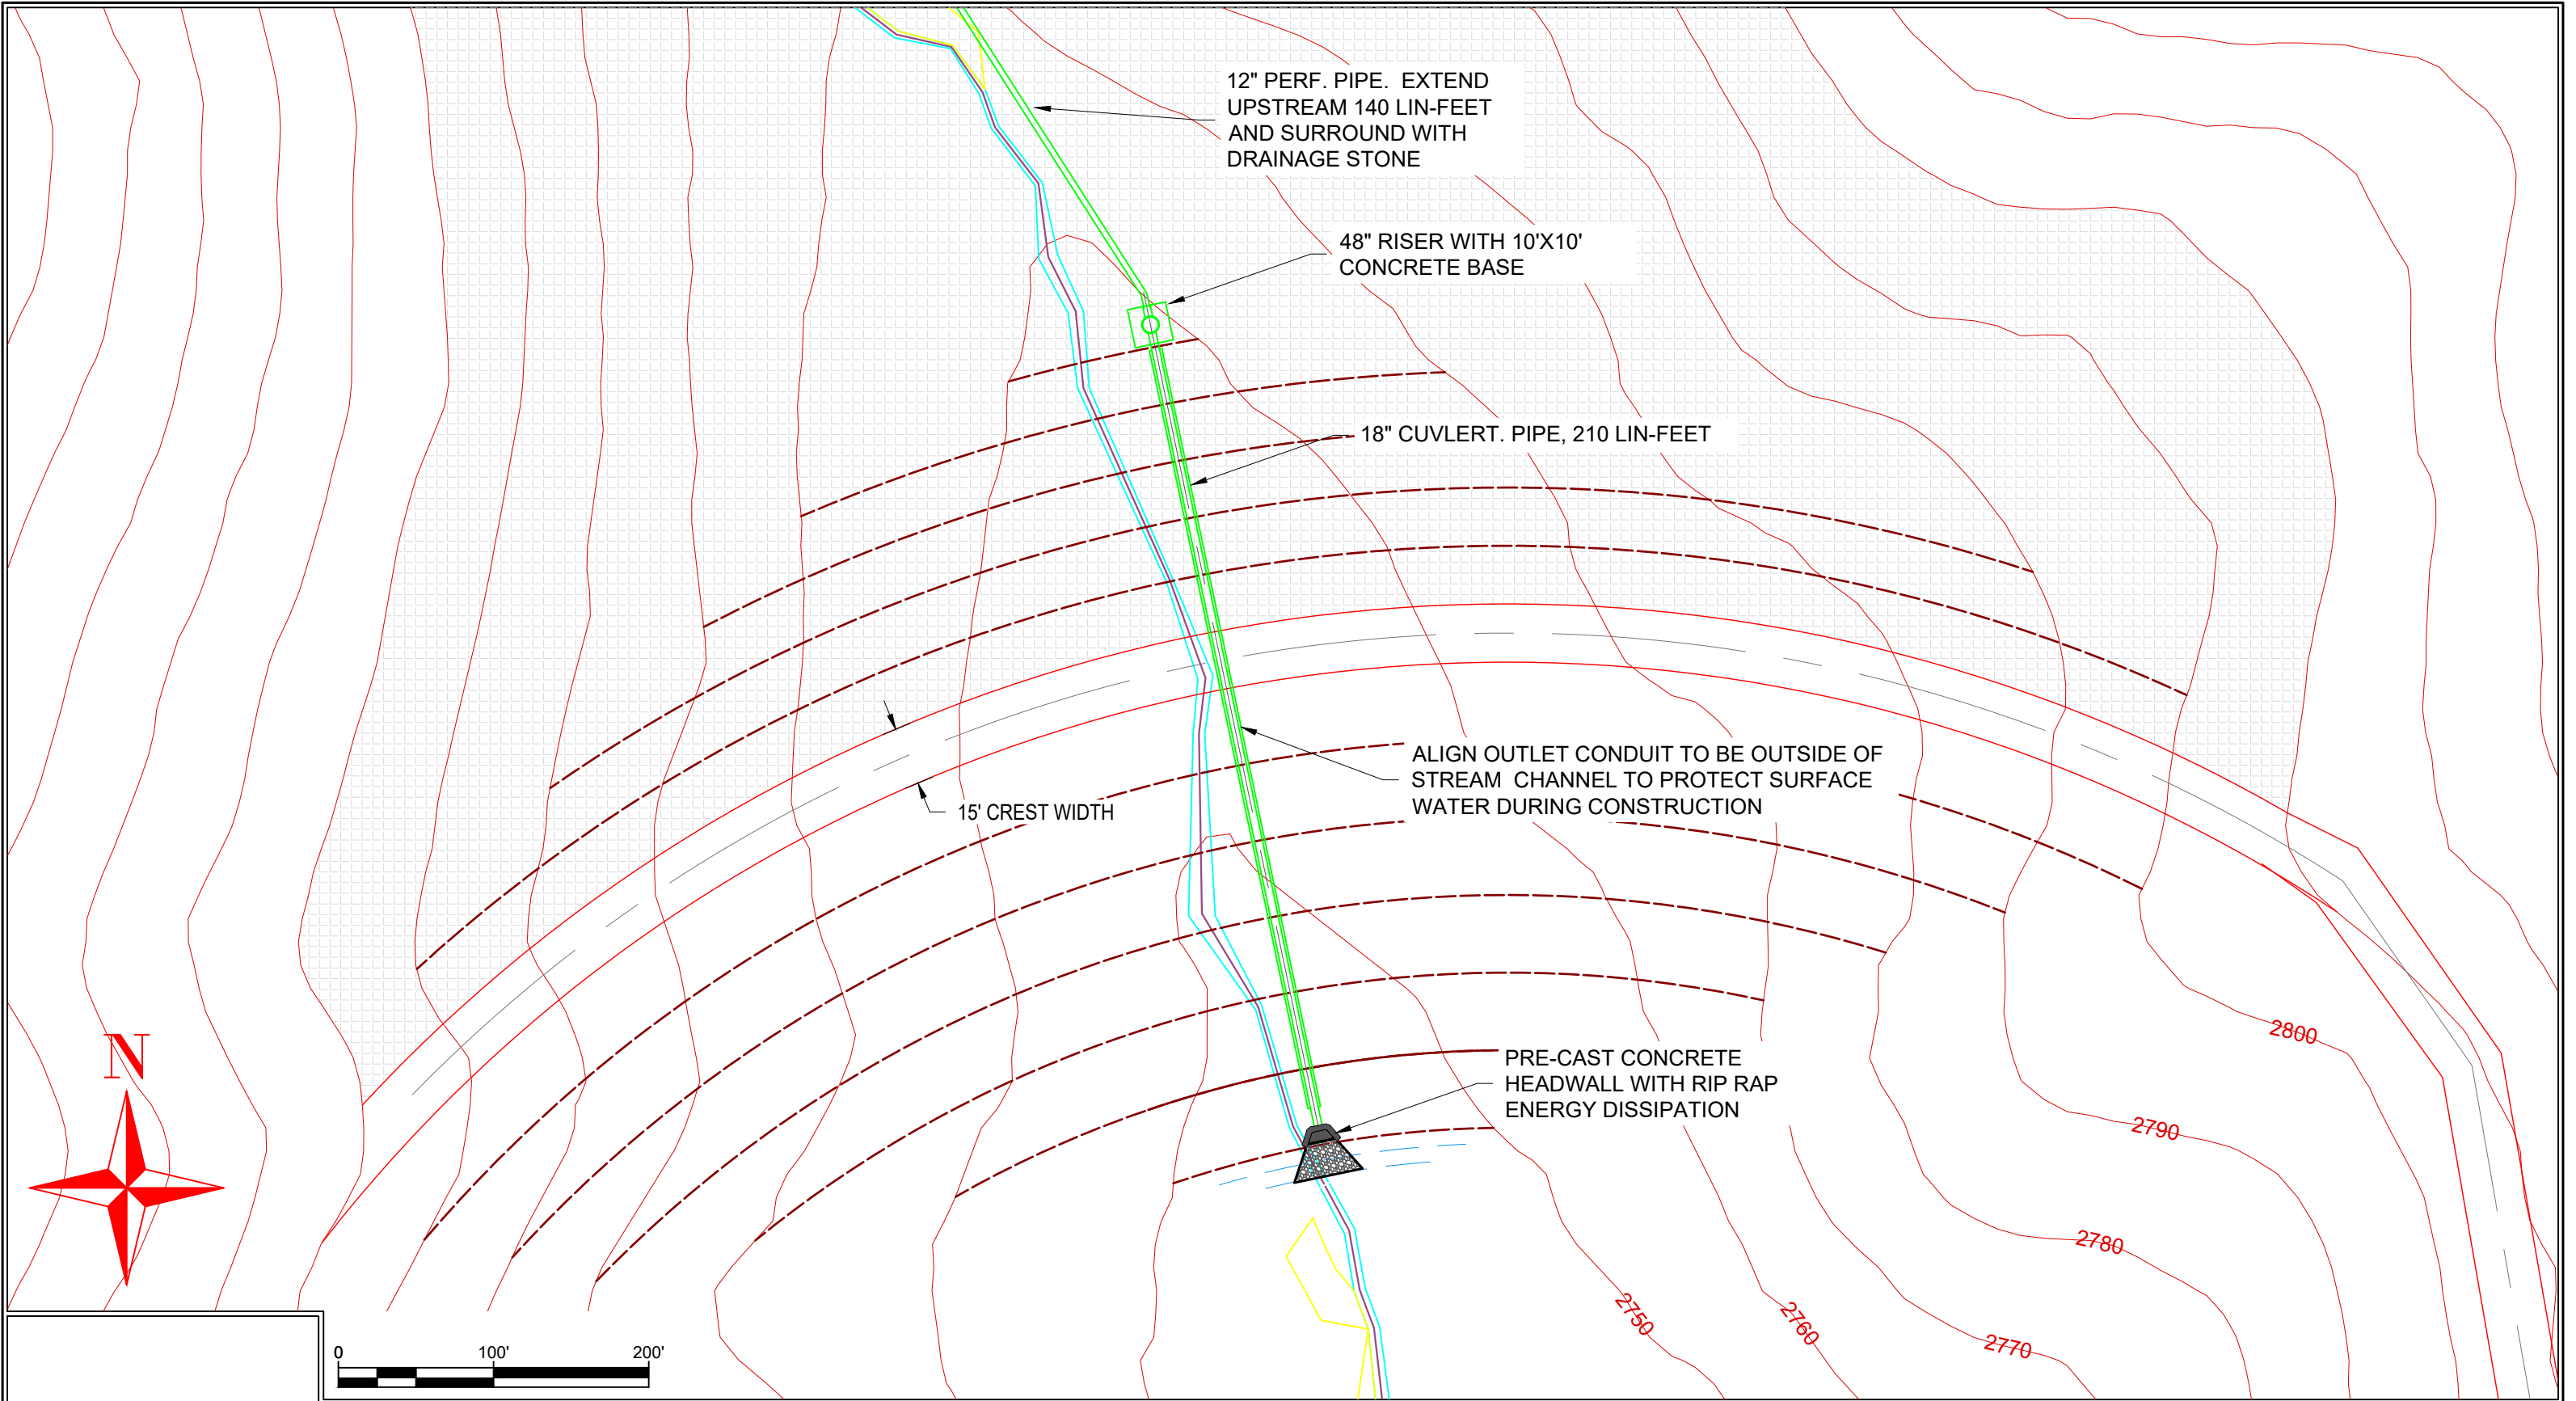 12" PERF. PIPE. EXTEND
UPSTREAM 140 LIN-FEET
AND SURROUND WITH
DRAINAGE STONE
48" RISER WITH 10'X10'
CONCRETE BASE
18" CUVLERT. PIPE, 210 LIN-FEET
ALIGN OUTLET CONDUIT TO BE OUTSIDE OF
STREAM CHANNEL TO PROTECT SURFACE
WATER DURING CONSTRUCTION
15' CREST WIDTH
PRE-CAST CONCRETE
HEADWALL WITH RIP RAP
ENERGY DISSIPATION
N
2800
2790
2780
2770
2760
2750
0 100' 200'